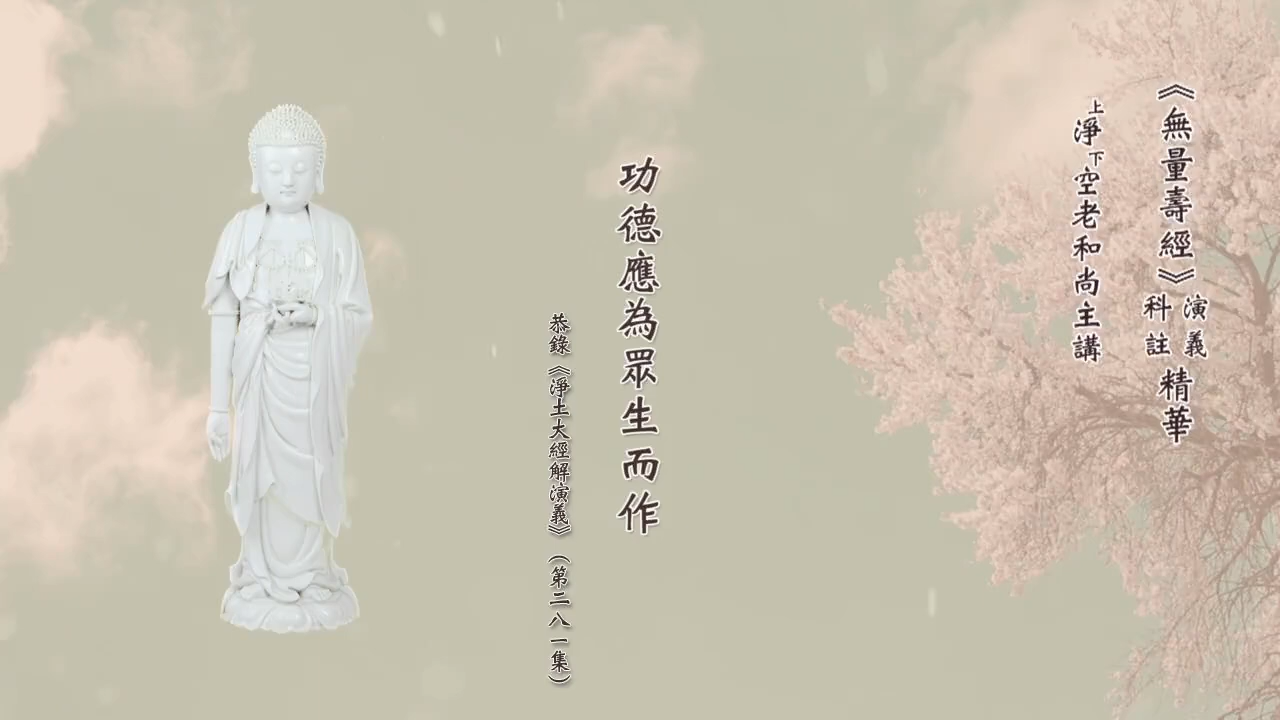 《無量壽經》科註演義精華
上淨下空老和尚主講
功德應為眾生而作
恭錄《淨土大經解演義》（第二八一集）